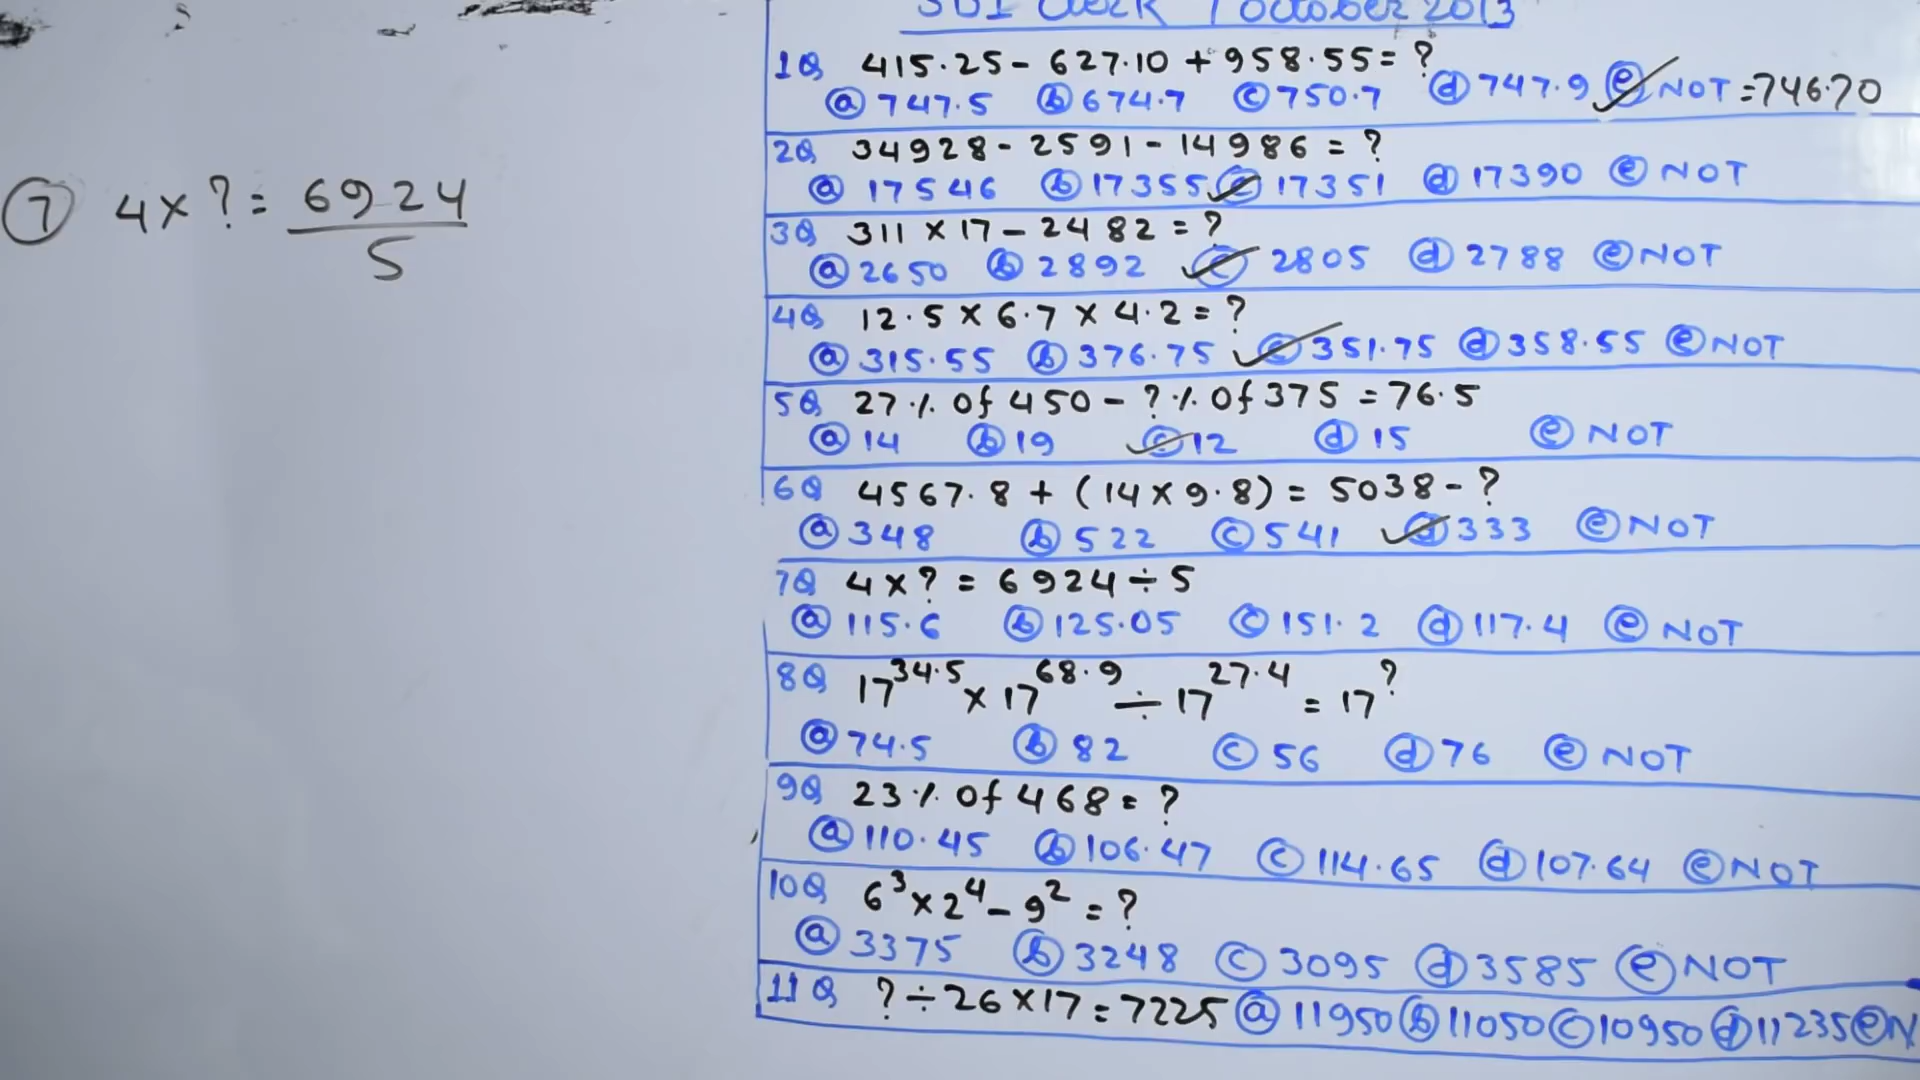 SBI Clerk 7 October 2013
1Q 415.25 - 627.10 + 958.55 = ?
ⓐ 747.5 ⓑ 674.7 ⓒ 750.7 ⓓ 747.9 ⓔ NOT = 746.70
2Q 34928 - 2591 - 14986 = ?
ⓐ 17546 ⓑ 17355 ⓒ 17351 ⓓ 17390 ⓔ NOT
⑦ 4 x ? = 6924
5
3Q 311 x 17 - 2482 = ?
ⓐ 2650 ⓑ 2892 ⓒ 2805 ⓓ 2788 ⓔ NOT
4Q 12.5 x 6.7 x 4.2 = ?
ⓐ 315.55 ⓑ 376.75 ⓒ 351.75 ⓓ 358.55 ⓔ NOT
5Q 27 % Of 450 - ? % Of 375 = 76.5
ⓐ 14 ⓑ 19 ⓒ 12 ⓓ 15 ⓔ NOT
6Q 4567.8 + (14 x 9.8) = 5038 - ?
ⓐ 348 ⓑ 522 ⓒ 541 ⓓ 333 ⓔ NOT
7Q 4 x ? = 6924 ÷ 5
ⓐ 115.6 ⓑ 125.05 ⓒ 151.2 ⓓ 117.4 ⓔ NOT
8Q 17^34.5 x 17^68.9 ÷ 17^27.4 = 17^?
ⓐ 74.5 ⓑ 82 ⓒ 56 ⓓ 76 ⓔ NOT
9Q 23 % Of 468 = ?
ⓐ 110.45 ⓑ 106.47 ⓒ 114.65 ⓓ 107.64 ⓔ NOT
10Q 6³ x 2⁴ - 9² = ?
ⓐ 3375 ⓑ 3248 ⓒ 3095 ⓓ 3585 ⓔ NOT
11Q ? ÷ 26 x 17 = 7225 ⓐ 11950 ⓑ 11050 ⓒ 10950 ⓓ 11235 ⓔ N